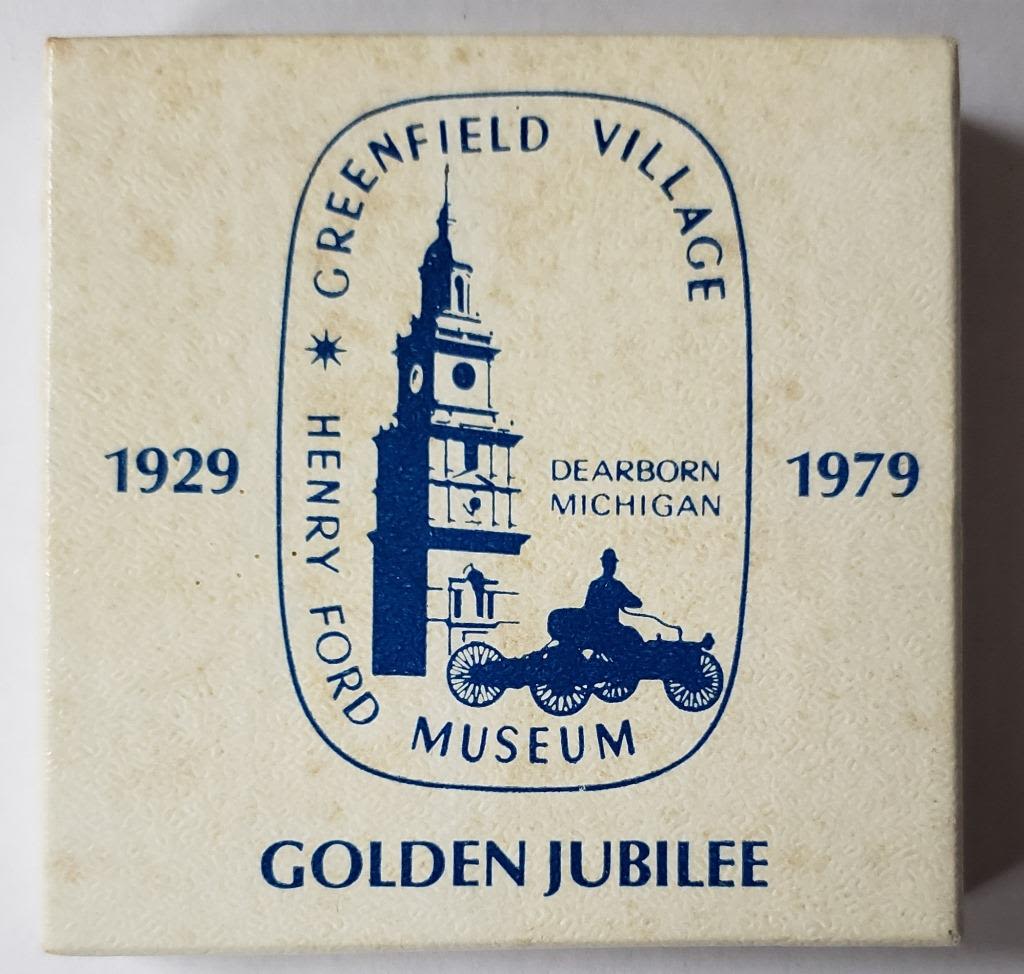 GREENFIELD VILLAGE
HENRY FORD MUSEUM
1929
DEARBORN
MICHIGAN
1979
GOLDEN JUBILEE